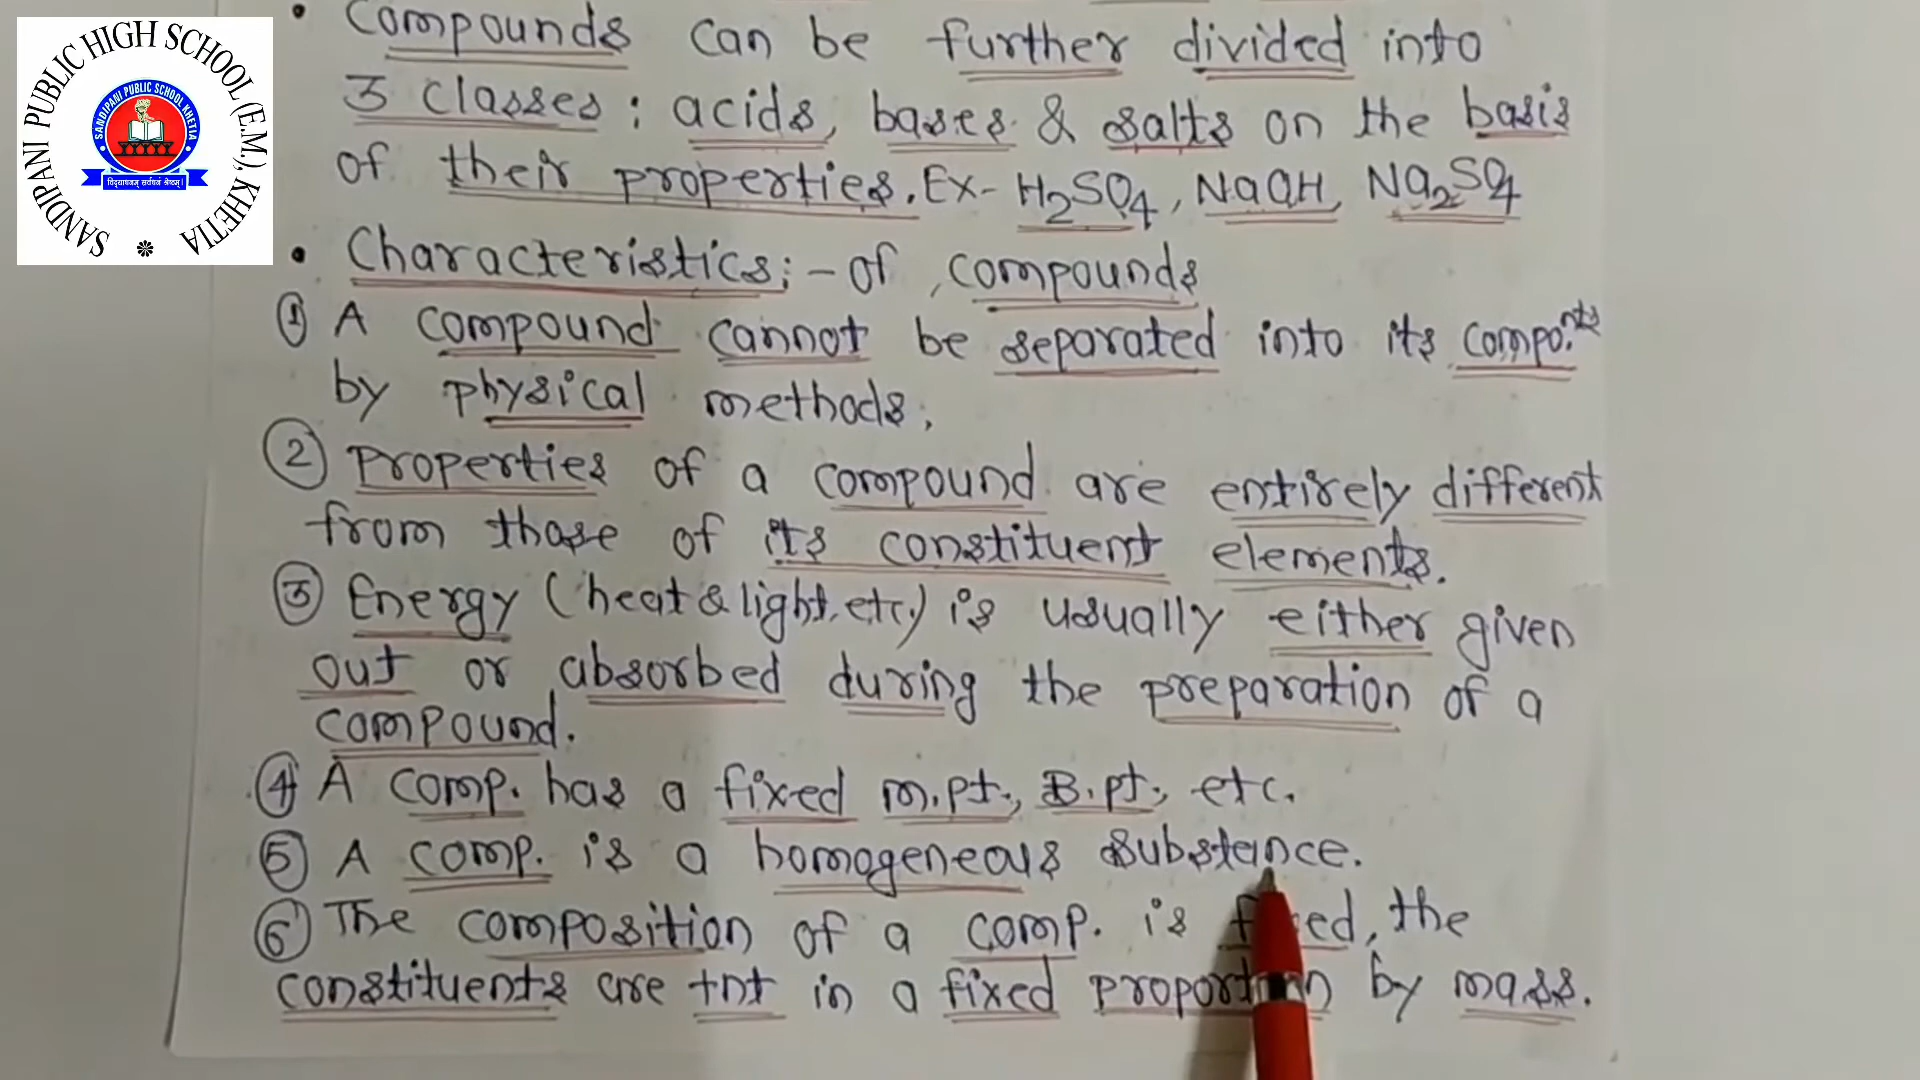 SANDIPANI PUBLIC HIGH SCHOOL (E.M.), KHETIA
SANDIPANI PUBLIC SCHOOL KHETIA
• Compounds can be further divided into
3 classes : acids, bases & salts on the basis
of their properties. Ex- H₂SO₄, NaOH, Na₂SO₄
• Characteristics :- of compounds
① A compound cannot be separated into its compo.nts
by physical methods.
② Properties of a compound are entirely different
from those of its constituent elements.
③ Energy (heat & light, etc.) is usually either given
out or absorbed during the preparation of a
compound.
④ A comp. has a fixed m.pt., B.pt., etc.
⑤ A comp. is a homogeneous substance.
⑥ The composition of a comp. is fixed, the
constituents are tnt in a fixed proportion by mass.